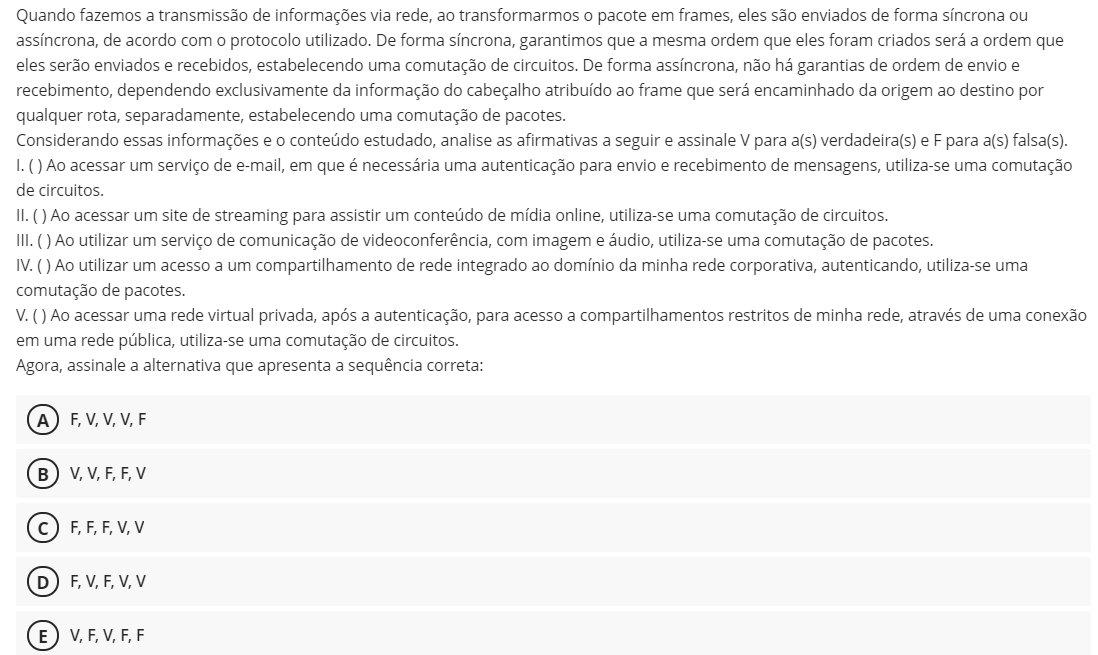 Quando fazemos a transmissão de informações via rede, ao transformarmos o pacote em frames, eles são enviados de forma síncrona ou
assíncrona, de acordo com o protocolo utilizado. De forma síncrona, garantimos que a mesma ordem que eles foram criados será a ordem que
eles serão enviados e recebidos, estabelecendo uma comutação de circuitos. De forma assíncrona, não há garantias de ordem de envio e
recebimento, dependendo exclusivamente da informação do cabeçalho atribuído ao frame que será encaminhado da origem ao destino por
qualquer rota, separadamente, estabelecendo uma comutação de pacotes.
Considerando essas informações e o conteúdo estudado, analise as afirmativas a seguir e assinale V para a(s) verdadeira(s) e F para a(s) falsa(s).
I. ( ) Ao acessar um serviço de e-mail, em que é necessária uma autenticação para envio e recebimento de mensagens, utiliza-se uma comutação
de circuitos.
II. ( ) Ao acessar um site de streaming para assistir um conteúdo de mídia online, utiliza-se uma comutação de circuitos.
III. ( ) Ao utilizar um serviço de comunicação de videoconferência, com imagem e áudio, utiliza-se uma comutação de pacotes.
IV. ( ) Ao utilizar um acesso a um compartilhamento de rede integrado ao domínio da minha rede corporativa, autenticando, utiliza-se uma
comutação de pacotes.
V. ( ) Ao acessar uma rede virtual privada, após a autenticação, para acesso a compartilhamentos restritos de minha rede, através de uma conexão
em uma rede pública, utiliza-se uma comutação de circuitos.
Agora, assinale a alternativa que apresenta a sequência correta:
A F, V, V, V, F
B V, V, F, F, V
C F, F, F, V, V
D F, V, F, V, V
E V, F, V, F, F